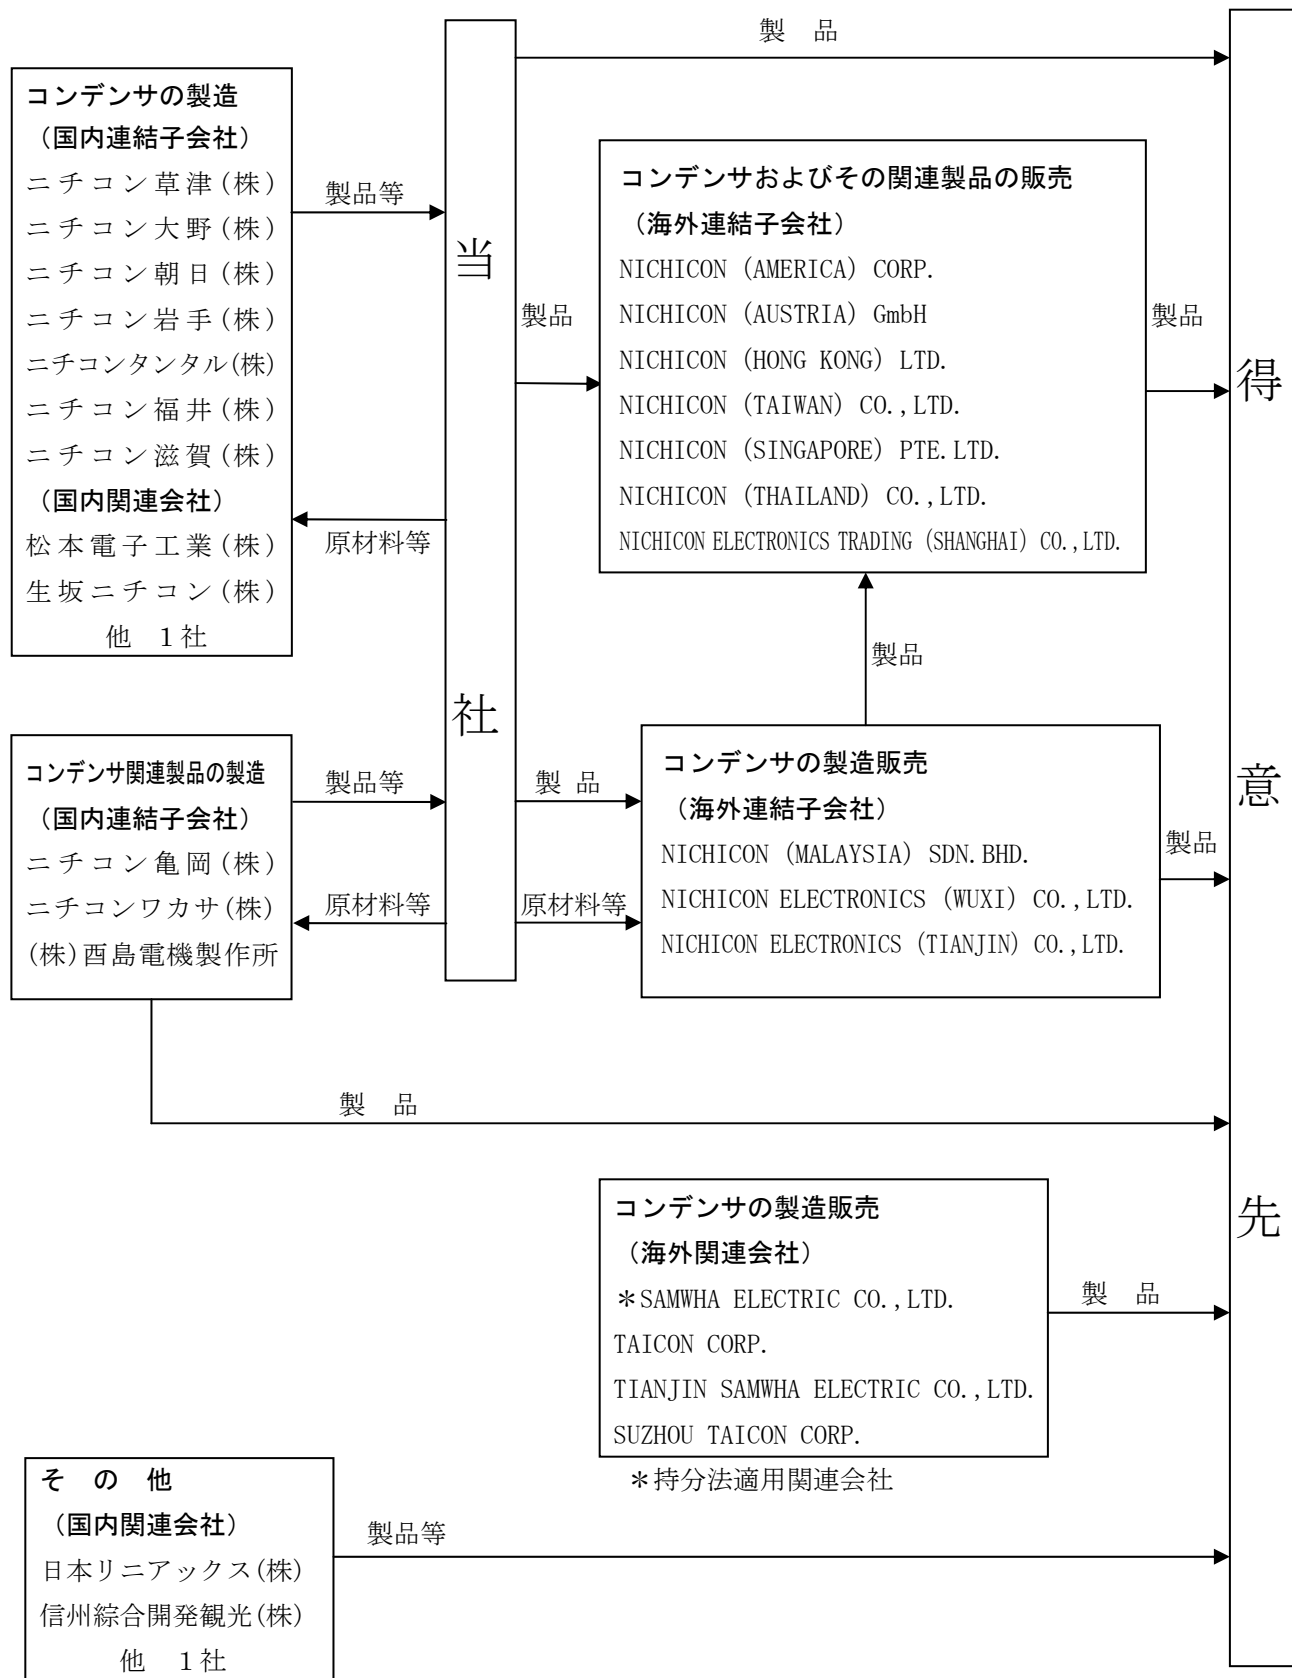 製　品
コンデンサの製造
（国内連結子会社）
ニチコン草津(株)
ニチコン大野(株)
ニチコン朝日(株)
ニチコン岩手(株)
ニチコンタンタル(株)
ニチコン福井(株)
ニチコン滋賀(株)
（国内関連会社）
松本電子工業(株)
生坂ニチコン(株)
他　1社
製品等
原材料等
当
社
製品
コンデンサおよびその関連製品の販売
（海外連結子会社）
NICHICON (AMERICA) CORP.
NICHICON (AUSTRIA) GmbH
NICHICON (HONG KONG) LTD.
NICHICON (TAIWAN) CO.,LTD.
NICHICON (SINGAPORE) PTE.LTD.
NICHICON (THAILAND) CO.,LTD.
NICHICON ELECTRONICS TRADING (SHANGHAI) CO.,LTD.
製品
製品
得
意
先
コンデンサ関連製品の製造
（国内連結子会社）
ニチコン亀岡(株)
ニチコンワカサ(株)
(株)酉島電機製作所
製品等
原材料等
製 品
原材料等
コンデンサの製造販売
（海外連結子会社）
NICHICON (MALAYSIA) SDN.BHD.
NICHICON ELECTRONICS (WUXI) CO.,LTD.
NICHICON ELECTRONICS (TIANJIN) CO.,LTD.
製品
製　品
コンデンサの製造販売
（海外関連会社）
＊SAMWHA ELECTRIC CO.,LTD.
TAICON CORP.
TIANJIN SAMWHA ELECTRIC CO.,LTD.
SUZHOU TAICON CORP.
＊持分法適用関連会社
製　品
そ　の　他
（国内関連会社）
日本リニアックス(株)
信州綜合開発観光(株)
他　1社
製品等